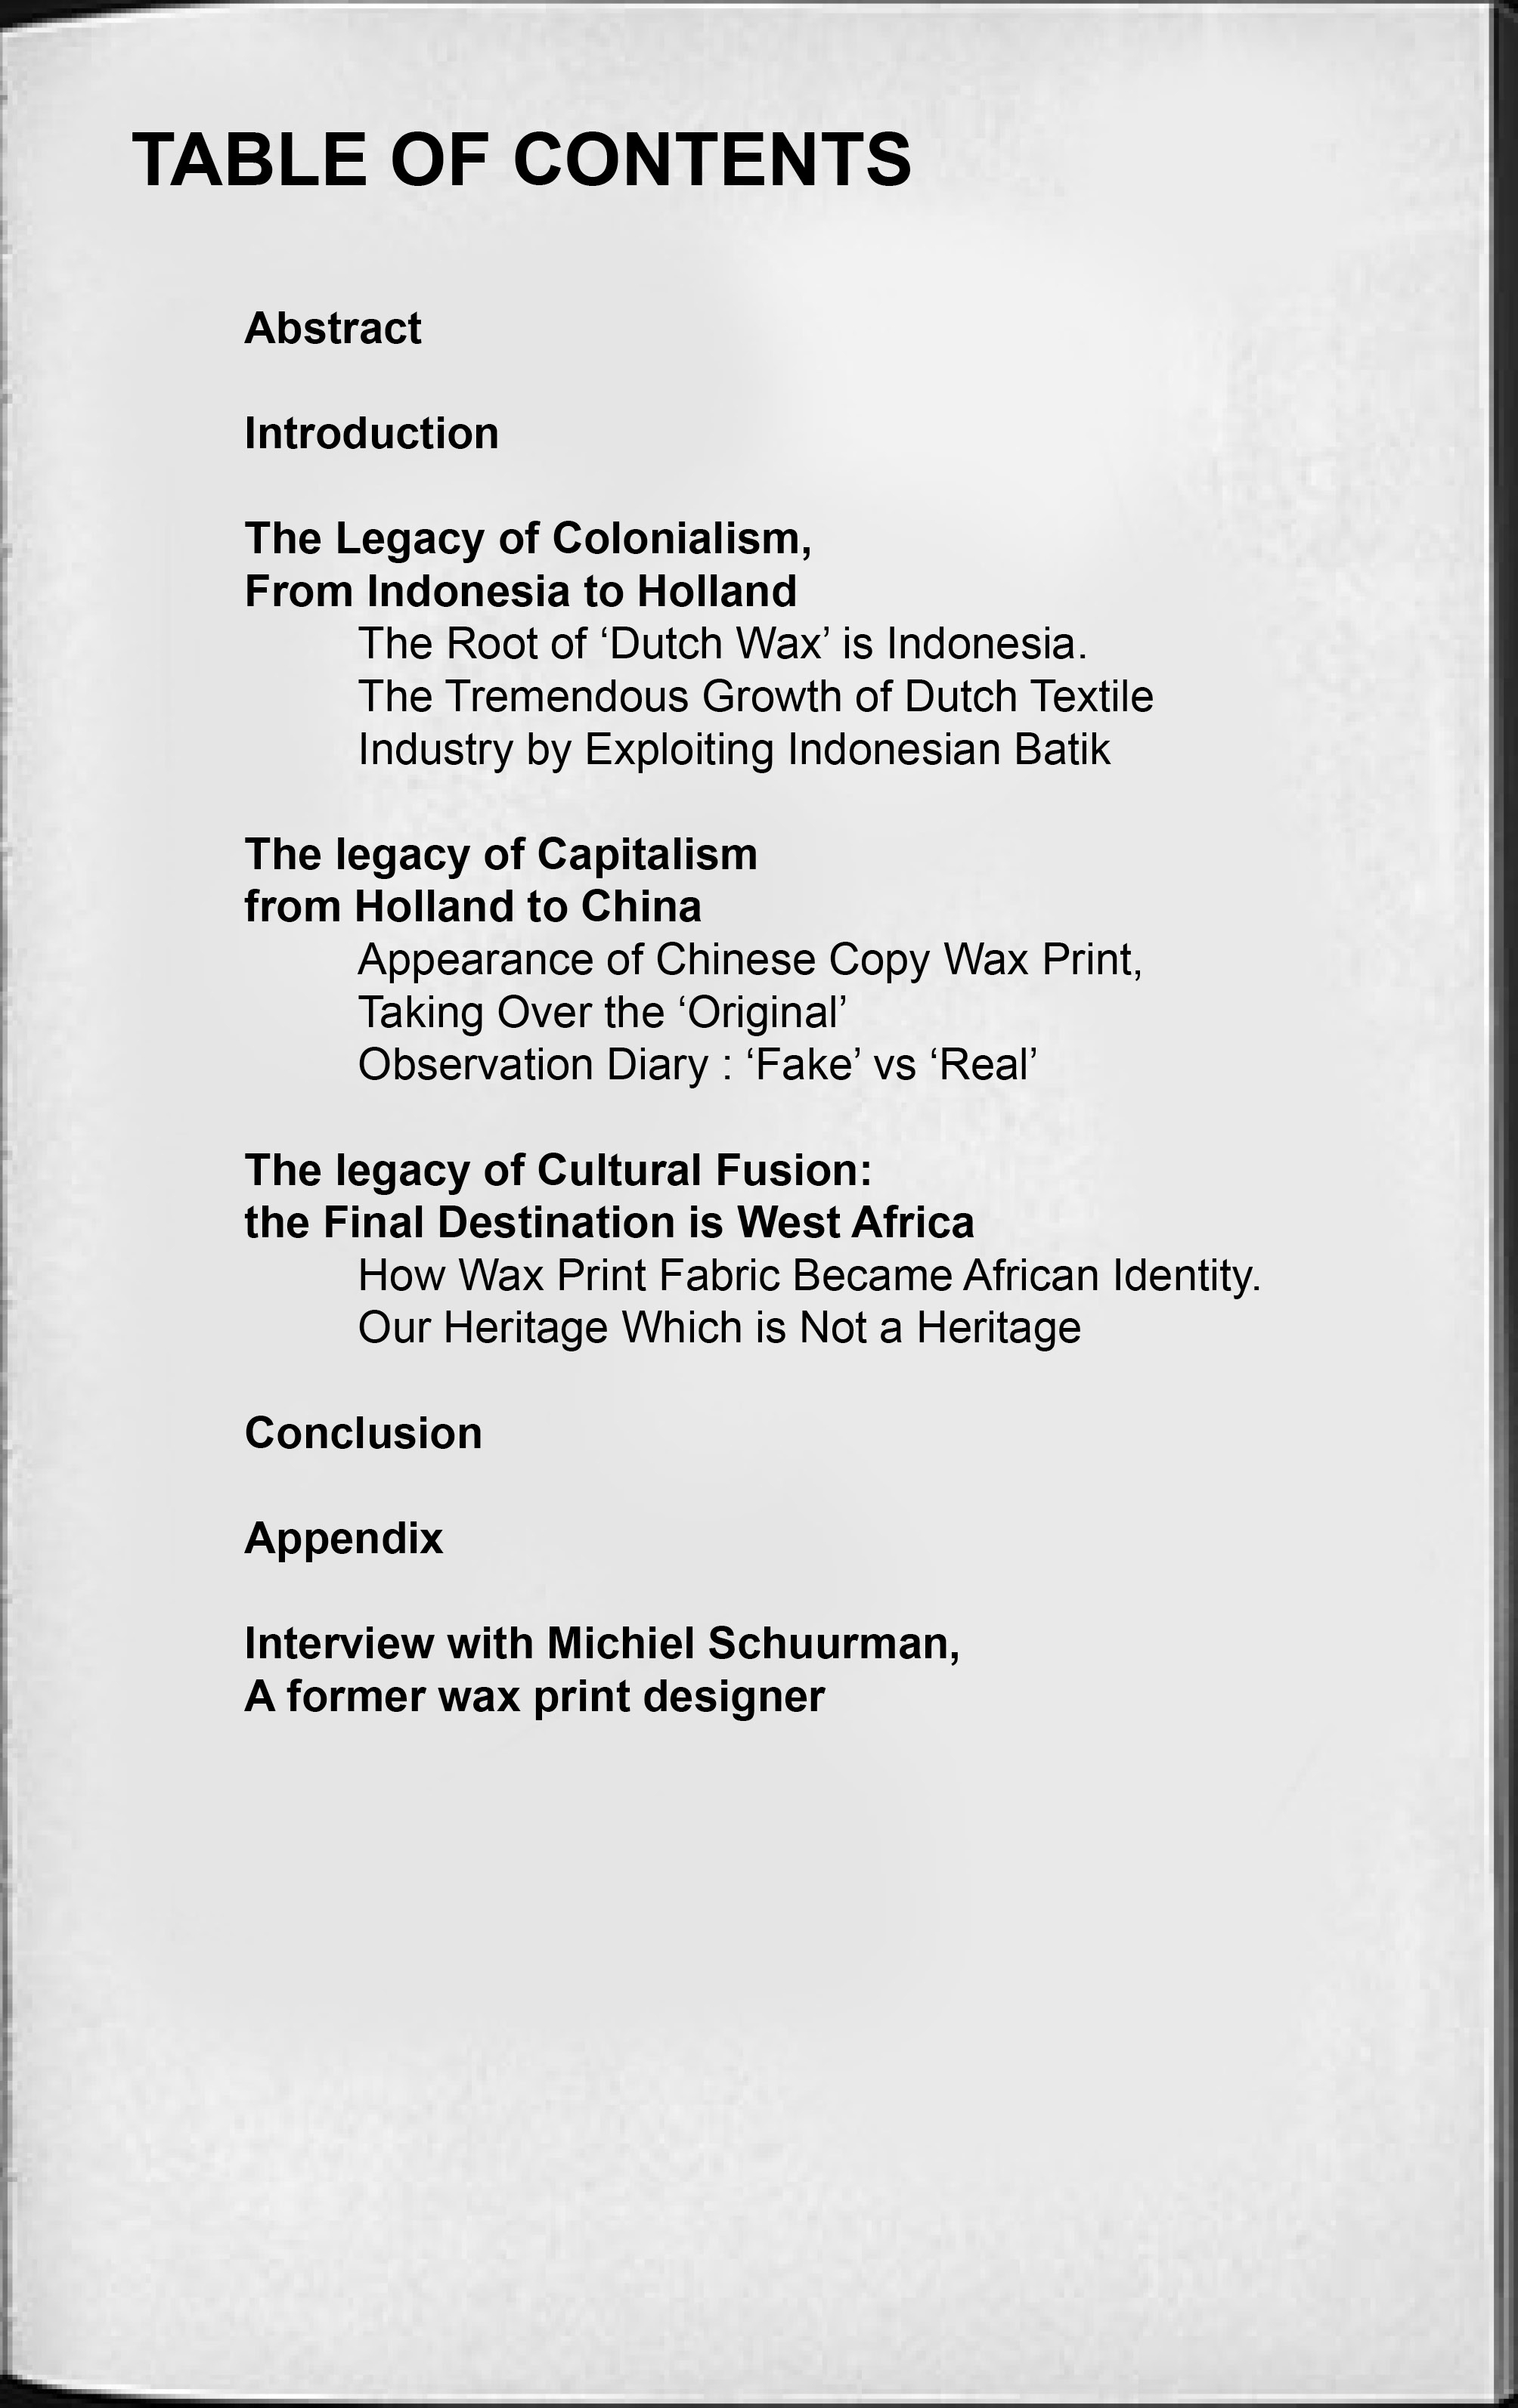 TABLE OF CONTENTS
Abstract
Introduction
The Legacy of Colonialism,
From Indonesia to Holland
The Root of ‘Dutch Wax’ is Indonesia.
The Tremendous Growth of Dutch Textile
Industry by Exploiting Indonesian Batik
The legacy of Capitalism
from Holland to China
Appearance of Chinese Copy Wax Print,
Taking Over the ‘Original’
Observation Diary : ‘Fake’ vs ‘Real’
The legacy of Cultural Fusion:
the Final Destination is West Africa
How Wax Print Fabric Became African Identity.
Our Heritage Which is Not a Heritage
Conclusion
Appendix
Interview with Michiel Schuurman,
A former wax print designer